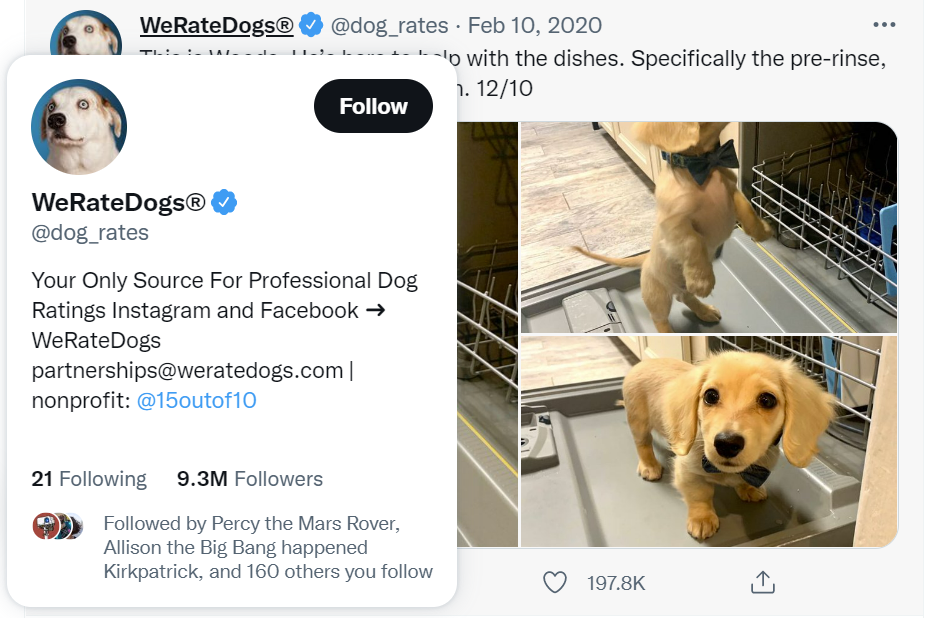 WeRateDogs® @dog_rates · Feb 10, 2020
help with the dishes. Specifically the pre-rinse,
12/10
Follow
WeRateDogs®
@dog_rates
Your Only Source For Professional Dog
Ratings Instagram and Facebook →
WeRateDogs
partnerships@weratedogs.com |
nonprofit: @15outof10
21 Following 9.3M Followers
Followed by Percy the Mars Rover,
Allison the Big Bang happened
Kirkpatrick, and 160 others you follow
197.8K